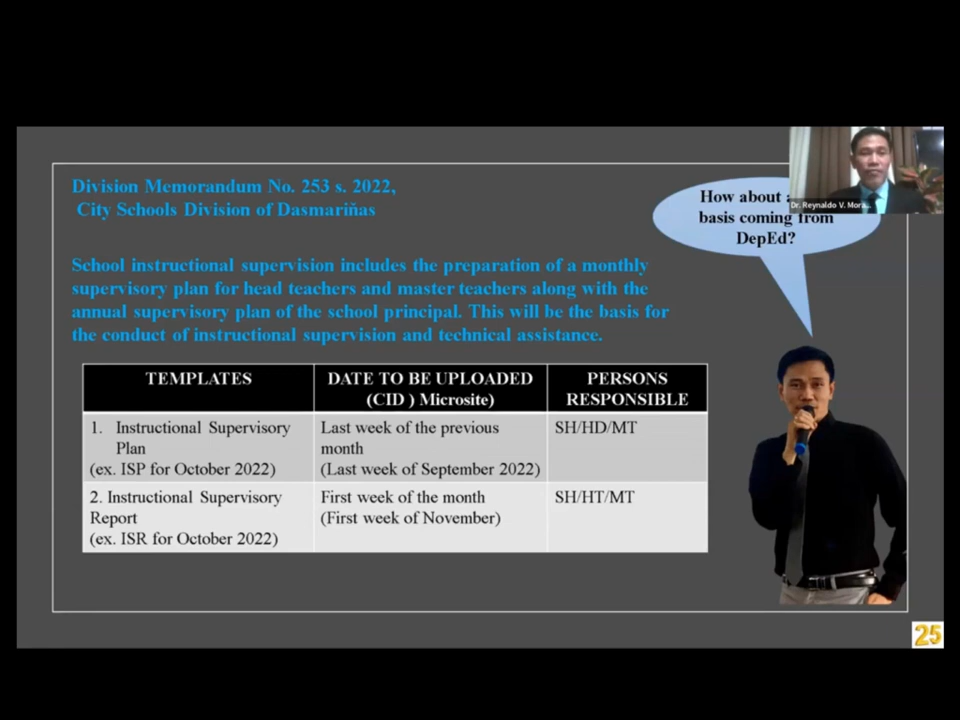 Division Memorandum No. 253 s. 2022,
City Schools Division of Dasmariňas
School instructional supervision includes the preparation of a monthly
supervisory plan for head teachers and master teachers along with the
annual supervisory plan of the school principal. This will be the basis for
the conduct of instructional supervision and technical assistance.
How about a
basis coming from
DepEd?
Dr. Reynaldo V. Mora...
TEMPLATES
DATE TO BE UPLOADED
(CID ) Microsite)
PERSONS
RESPONSIBLE
1. Instructional Supervisory
Plan
(ex. ISP for October 2022)
Last week of the previous
month
(Last week of September 2022)
SH/HD/MT
2. Instructional Supervisory
Report
(ex. ISR for October 2022)
First week of the month
(First week of November)
SH/HT/MT
25